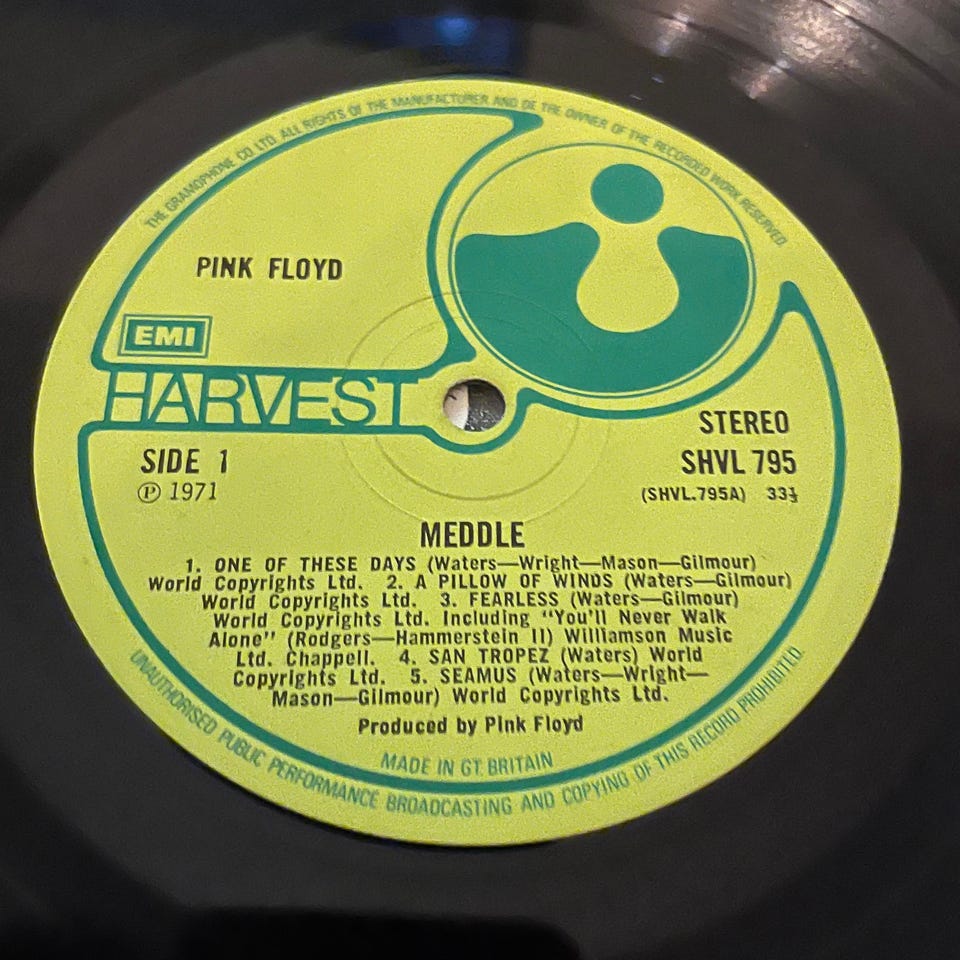 THE GRAMOPHONE CO LTD. ALL RIGHTS OF THE MANUFACTURER AND OF THE OWNER OF THE RECORDED WORK RESERVED.
PINK FLOYD
EMI
HARVEST
STEREO
SIDE 1
SHVL 795
Ⓟ 1971
(SHVL.795A) 33⅓
MEDDLE
1. ONE OF THESE DAYS (Waters—Wright—Mason—Gilmour)
World Copyrights Ltd. 2. A PILLOW OF WINDS (Waters—Gilmour)
World Copyrights Ltd. 3. FEARLESS (Waters—Gilmour)
World Copyrights Ltd. Including "You'll Never Walk
Alone" (Rodgers—Hammerstein II) Williamson Music
Ltd. Chappell. 4. SAN TROPEZ (Waters) World
Copyrights Ltd. 5. SEAMUS (Waters—Wright—
Mason—Gilmour) World Copyrights Ltd.
Produced by Pink Floyd
MADE IN GT. BRITAIN
UNAUTHORISED PUBLIC PERFORMANCE BROADCASTING AND COPYING OF THIS RECORD PROHIBITED.